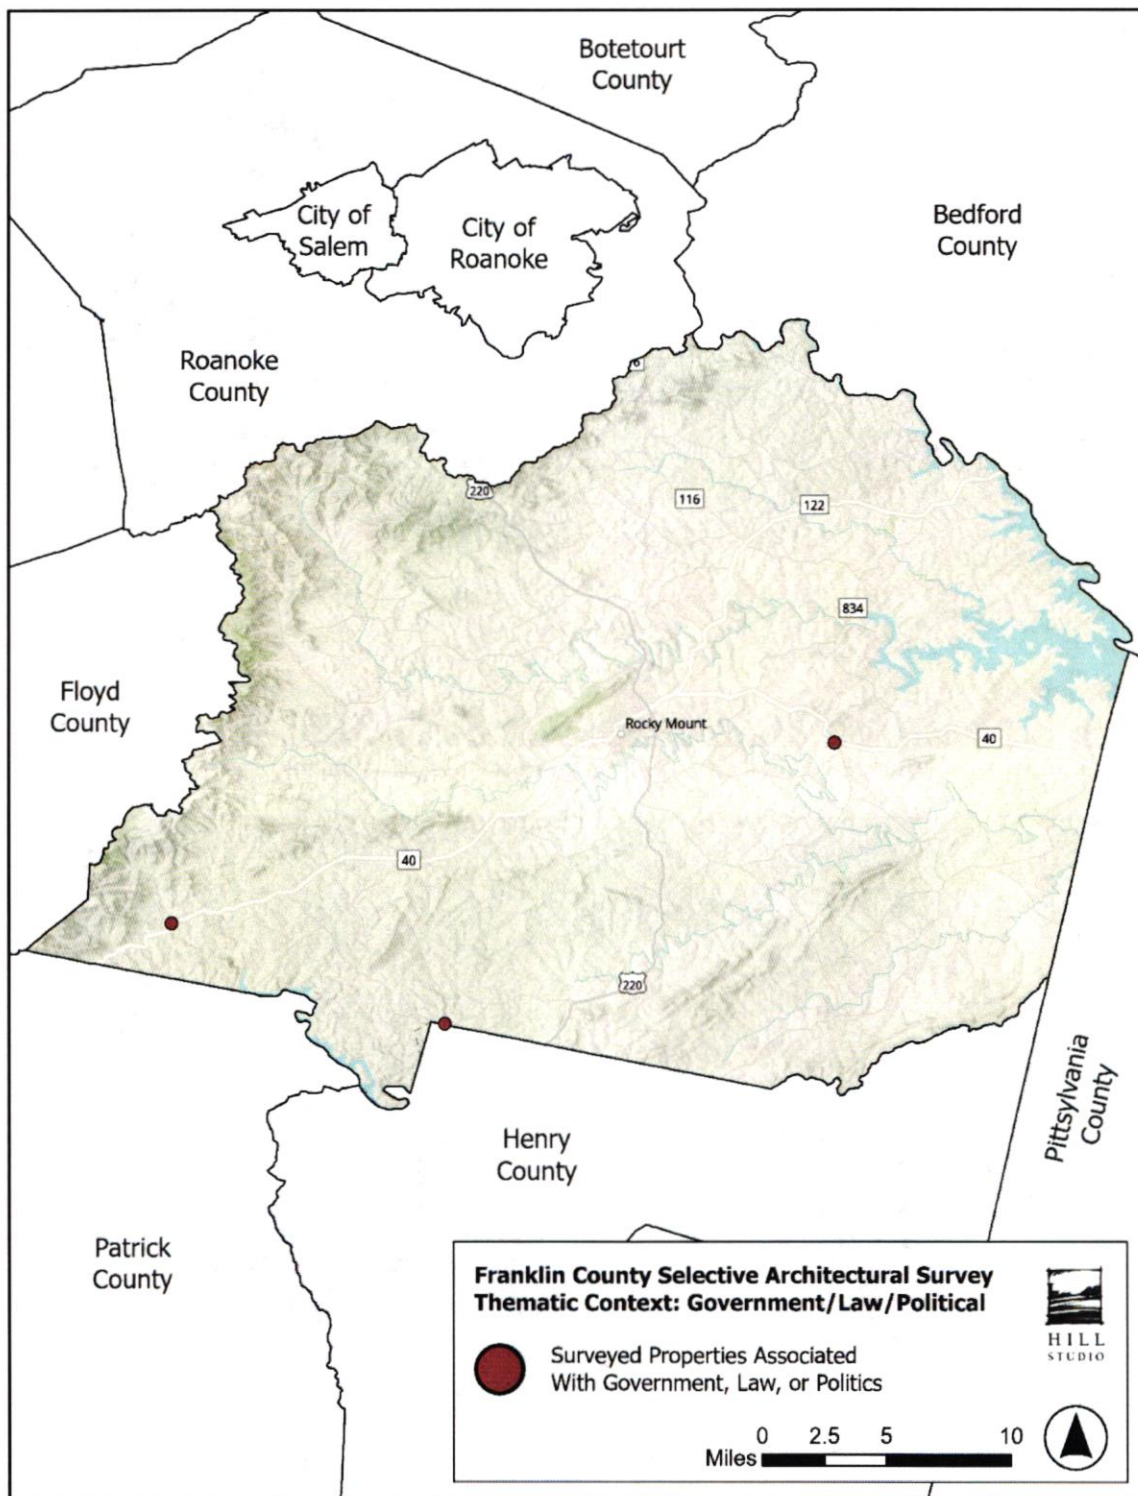 Botetourt
County
City of
Salem
City of
Roanoke
Bedford
County
Roanoke
County
220
116
122
834
Floyd
County
Rocky Mount
40
40
220
Pittsylvania
County
Henry
County
Patrick
County
Franklin County Selective Architectural Survey
Thematic Context: Government/Law/Political
HILL
STUDIO
Surveyed Properties Associated
With Government, Law, or Politics
0 2.5 5 10
Miles